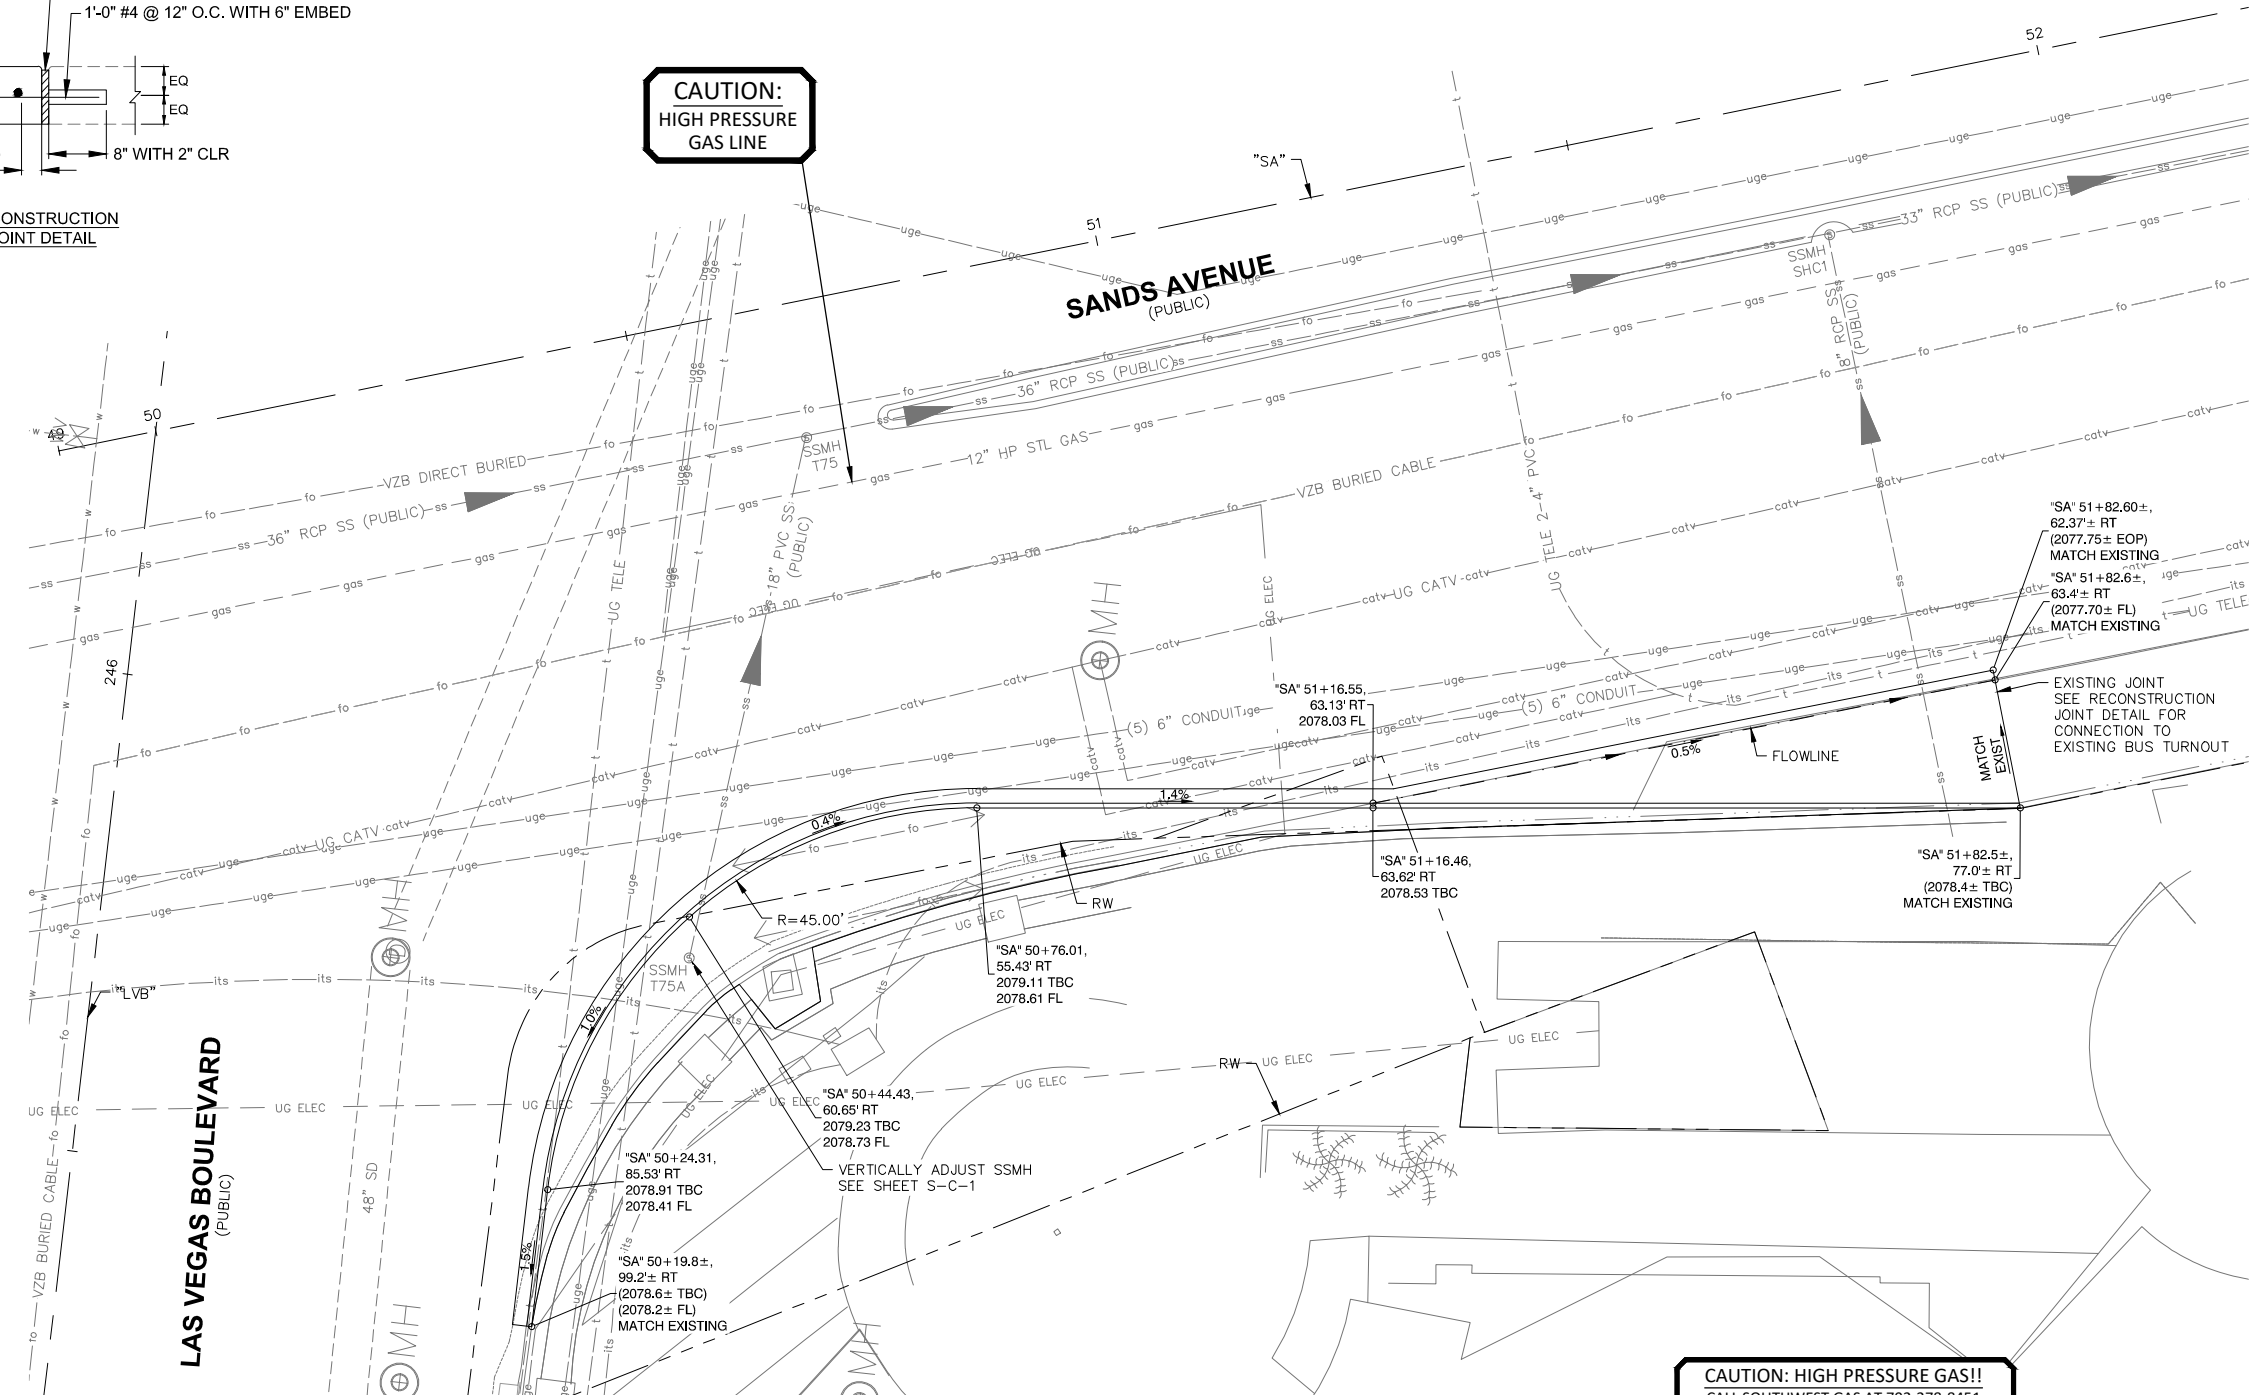 1'-0" #4 @ 12" O.C. WITH 6" EMBED
EQ
EQ
8" WITH 2" CLR
ONSTRUCTION
OINT DETAIL
CAUTION:
HIGH PRESSURE
GAS LINE
"SA"
50
51
52
49
246
SANDS AVENUE
(PUBLIC)
SSMH
SHC1
33" RCP SS (PUBLIC)
8" RCP SS
(PUBLIC)
36" RCP SS (PUBLIC)
12" HP STL GAS
VZB DIRECT BURIED
36" RCP SS (PUBLIC)
SSMH
T75
18" PVC SS
(PUBLIC)
UG TELE
VZB BURIED CABLE
UG TELE 2-4" PVC
UG ELEC
UG ELEC
UG ELEC
UG CATV
MH
(5) 6" CONDUIT
(5) 6" CONDUIT
UG TELE
"SA" 51+82.60±,
62.37'± RT
(2077.75± EOP)
MATCH EXISTING
"SA" 51+82.6±,
63.4'± RT
(2077.70± FL)
MATCH EXISTING
EXISTING JOINT
SEE RECONSTRUCTION
JOINT DETAIL FOR
CONNECTION TO
EXISTING BUS TURNOUT
"SA" 51+16.55,
63.13' RT
2078.03 FL
FLOWLINE
0.5%
MATCH
EXIST
1.4%
0.4%
1.0%
1.5%
UG CATV
R=45.00'
RW
UG ELEC
UG ELEC
"SA" 51+16.46,
63.62' RT
2078.53 TBC
"SA" 51+82.5±,
77.0'± RT
(2078.4± TBC)
MATCH EXISTING
"SA" 50+76.01,
55.43' RT
2079.11 TBC
2078.61 FL
SSMH
T75A
MH
"LVB"
LAS VEGAS BOULEVARD
(PUBLIC)
VZB BURIED CABLE
48" SD
UG ELEC
UG ELEC
UG ELEC
UG ELEC
UG ELEC
UG ELEC
UG ELEC
UG ELEC
RW
"SA" 50+44.43,
60.65' RT
2079.23 TBC
2078.73 FL
VERTICALLY ADJUST SSMH
SEE SHEET S-C-1
"SA" 50+24.31,
85.53' RT
2078.91 TBC
2078.41 FL
"SA" 50+19.8±,
99.2'± RT
(2078.6± TBC)
(2078.2± FL)
MATCH EXISTING
MH
MH
CAUTION: HIGH PRESSURE GAS!!